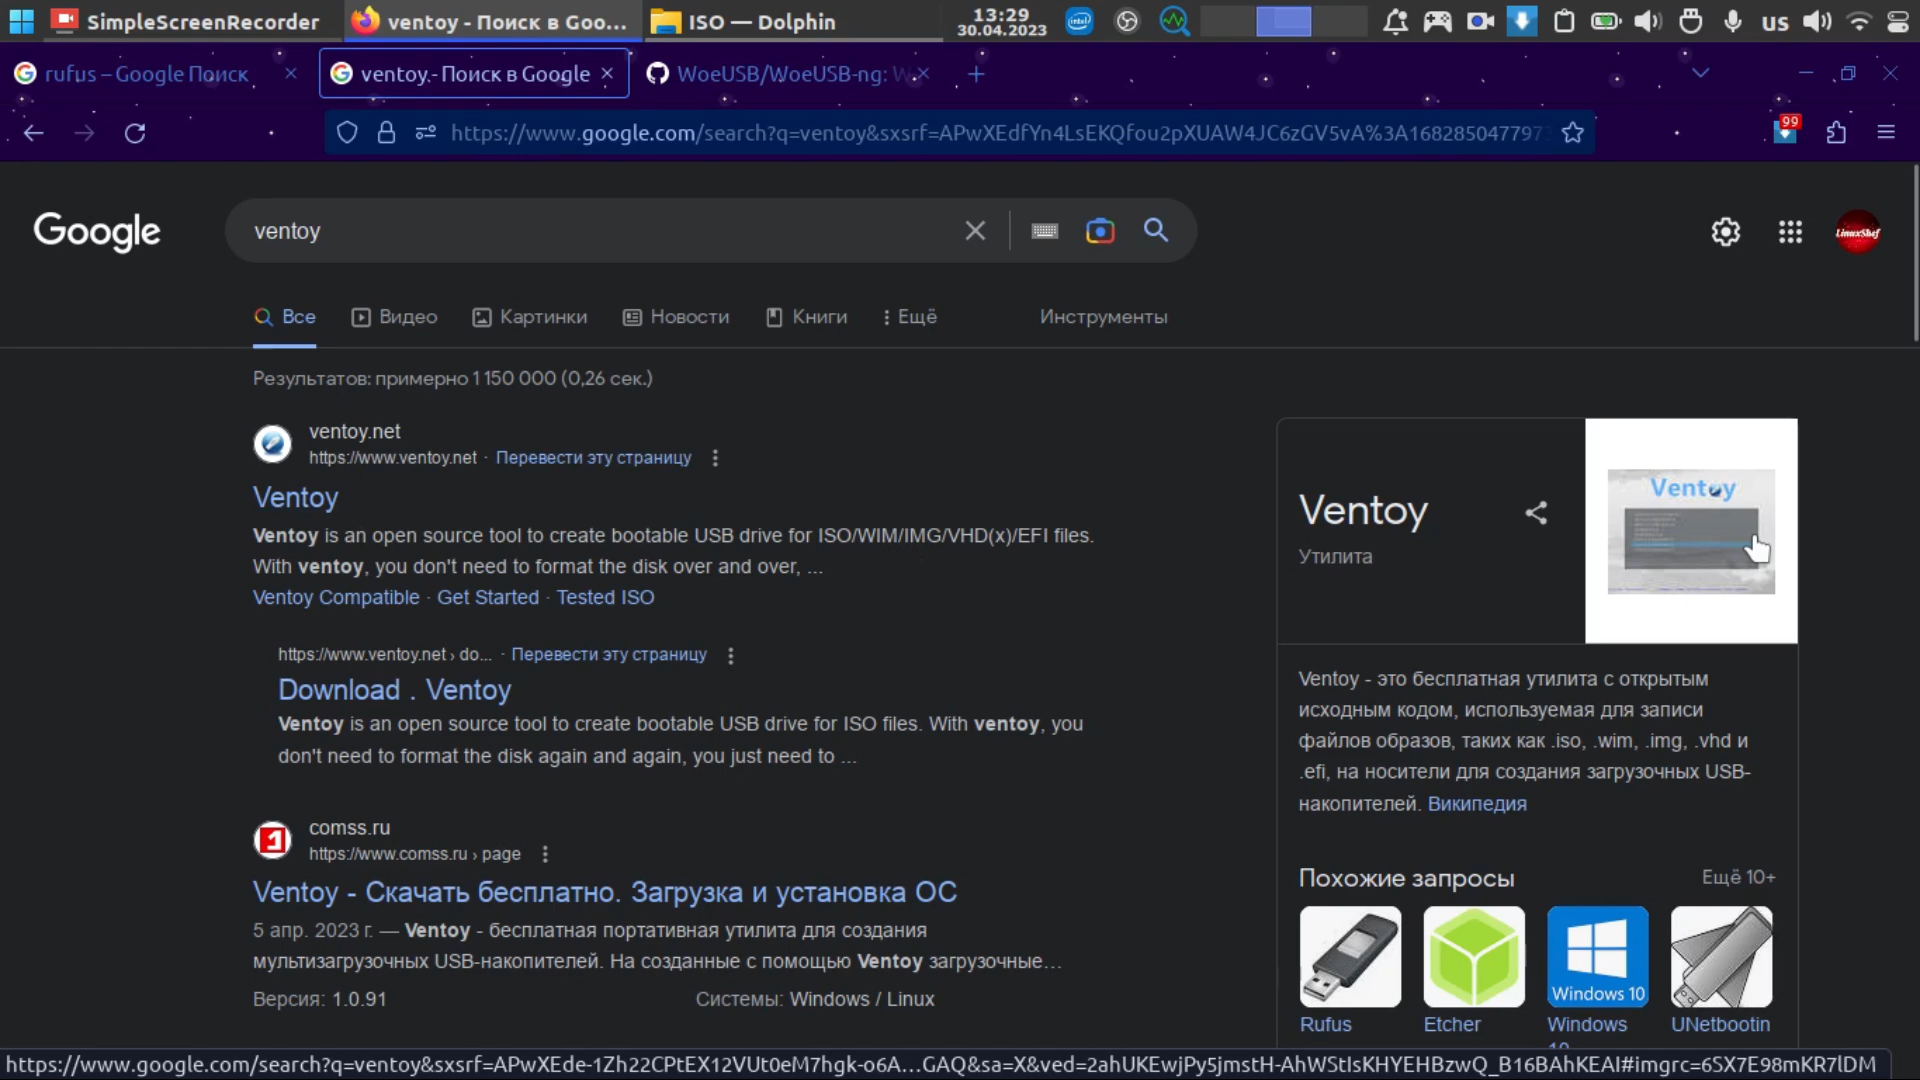 SimpleScreenRecorder
ventoy - Поиск в Goo...
ISO — Dolphin
13:29
30.04.2023
intel
us
rufus – Google Поиск
ventoy - Поиск в Google
WoeUSB/WoeUSB-ng: W
https://www.google.com/search?q=ventoy&sxsrf=APwXEdfYn4LsEKQfou2pXUAW4JC6zGV5vA%3A1682850477973
99
Google
ventoy
LinuxShef
Все
Видео
Картинки
Новости
Книги
Ещё
Инструменты
Результатов: примерно 1 150 000 (0,26 сек.)
ventoy.net
https://www.ventoy.net · Перевести эту страницу
Ventoy
Ventoy is an open source tool to create bootable USB drive for ISO/WIM/IMG/VHD(x)/EFI files.
With ventoy, you don't need to format the disk over and over, ...
Ventoy Compatible · Get Started · Tested ISO
https://www.ventoy.net › do... · Перевести эту страницу
Download . Ventoy
Ventoy is an open source tool to create bootable USB drive for ISO files. With ventoy, you
don't need to format the disk again and again, you just need to ...
comss.ru
https://www.comss.ru › page
Ventoy - Скачать бесплатно. Загрузка и установка ОС
5 апр. 2023 г. — Ventoy - бесплатная портативная утилита для создания
мультизагрузочных USB-накопителей. На созданные с помощью Ventoy загрузочные…
Версия: 1.0.91
Системы: Windows / Linux
Ventoy
Утилита
Ventoy
Ventoy - это бесплатная утилита с открытым
исходным кодом, используемая для записи
файлов образов, таких как .iso, .wim, .img, .vhd и
.efi, на носители для создания загрузочных USB-
накопителей. Википедия
Похожие запросы
Ещё 10+
Windows 10
Rufus
Etcher
Windows
10
UNetbootin
https://www.google.com/search?q=ventoy&sxsrf=APwXEde-1Zh22CPtEX12VUt0eM7hgk-o6A…GAQ&sa=X&ved=2ahUKEwjPy5jmstH-AhWStIsKHYEHBzwQ_B16BAhKEAI#imgrc=6SX7E98mKR7lDM